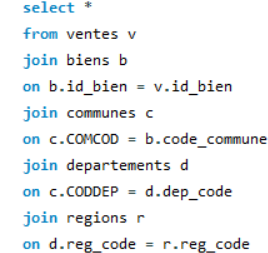 select *
from ventes v
join biens b
on b.id_bien = v.id_bien
join communes c
on c.COMCOD = b.code_commune
join departements d
on c.CODDEP = d.dep_code
join regions r
on d.reg_code = r.reg_code